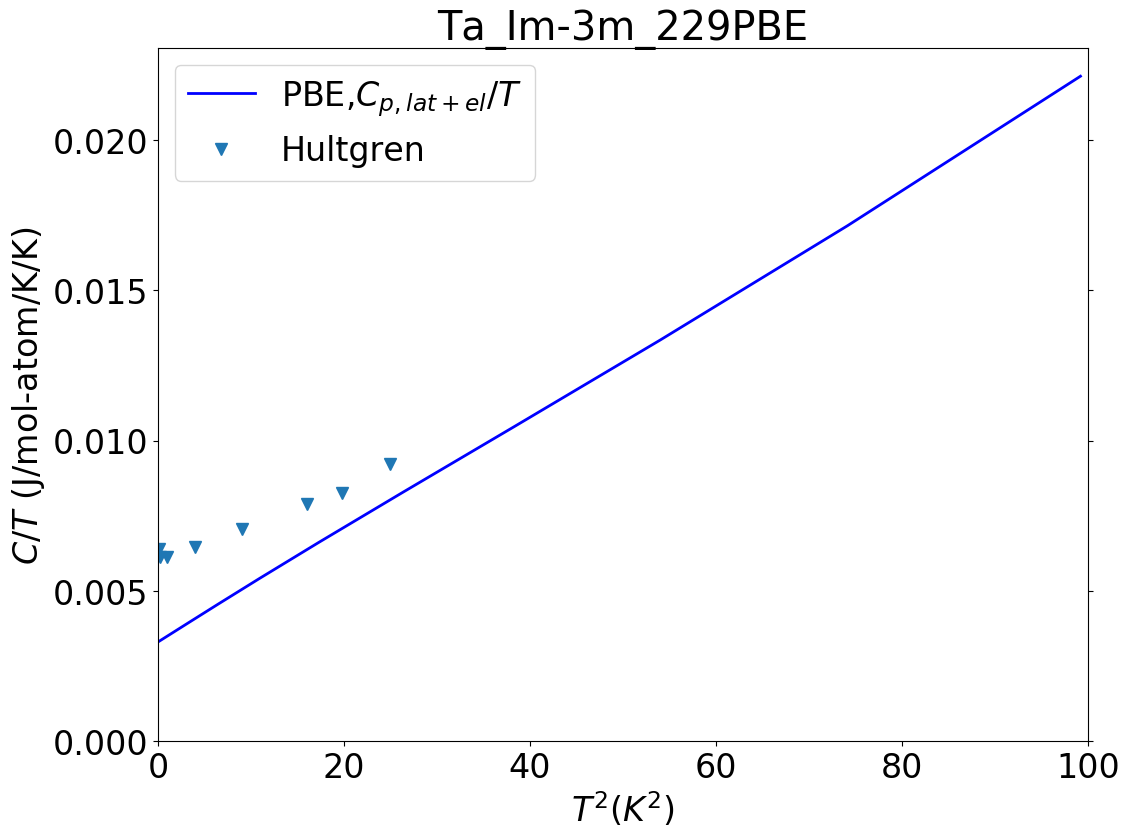 Ta_Im-3m_229PBE
PBE,C_{p, lat+el}/T
Hultgren
C/T (J/mol-atom/K/K)
0.020
0.015
0.010
0.005
0.000
0 20 40 60 80 100
T^2(K^2)